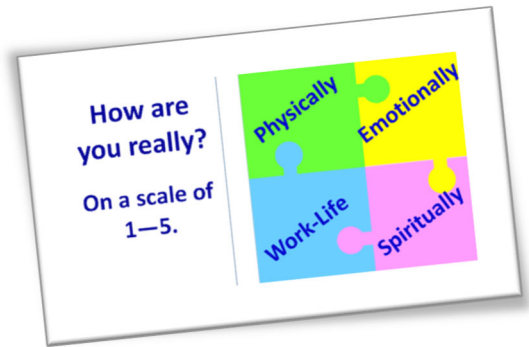 How are
you really?
On a scale of
1—5.
Physically
Emotionally
Work-Life
Spiritually